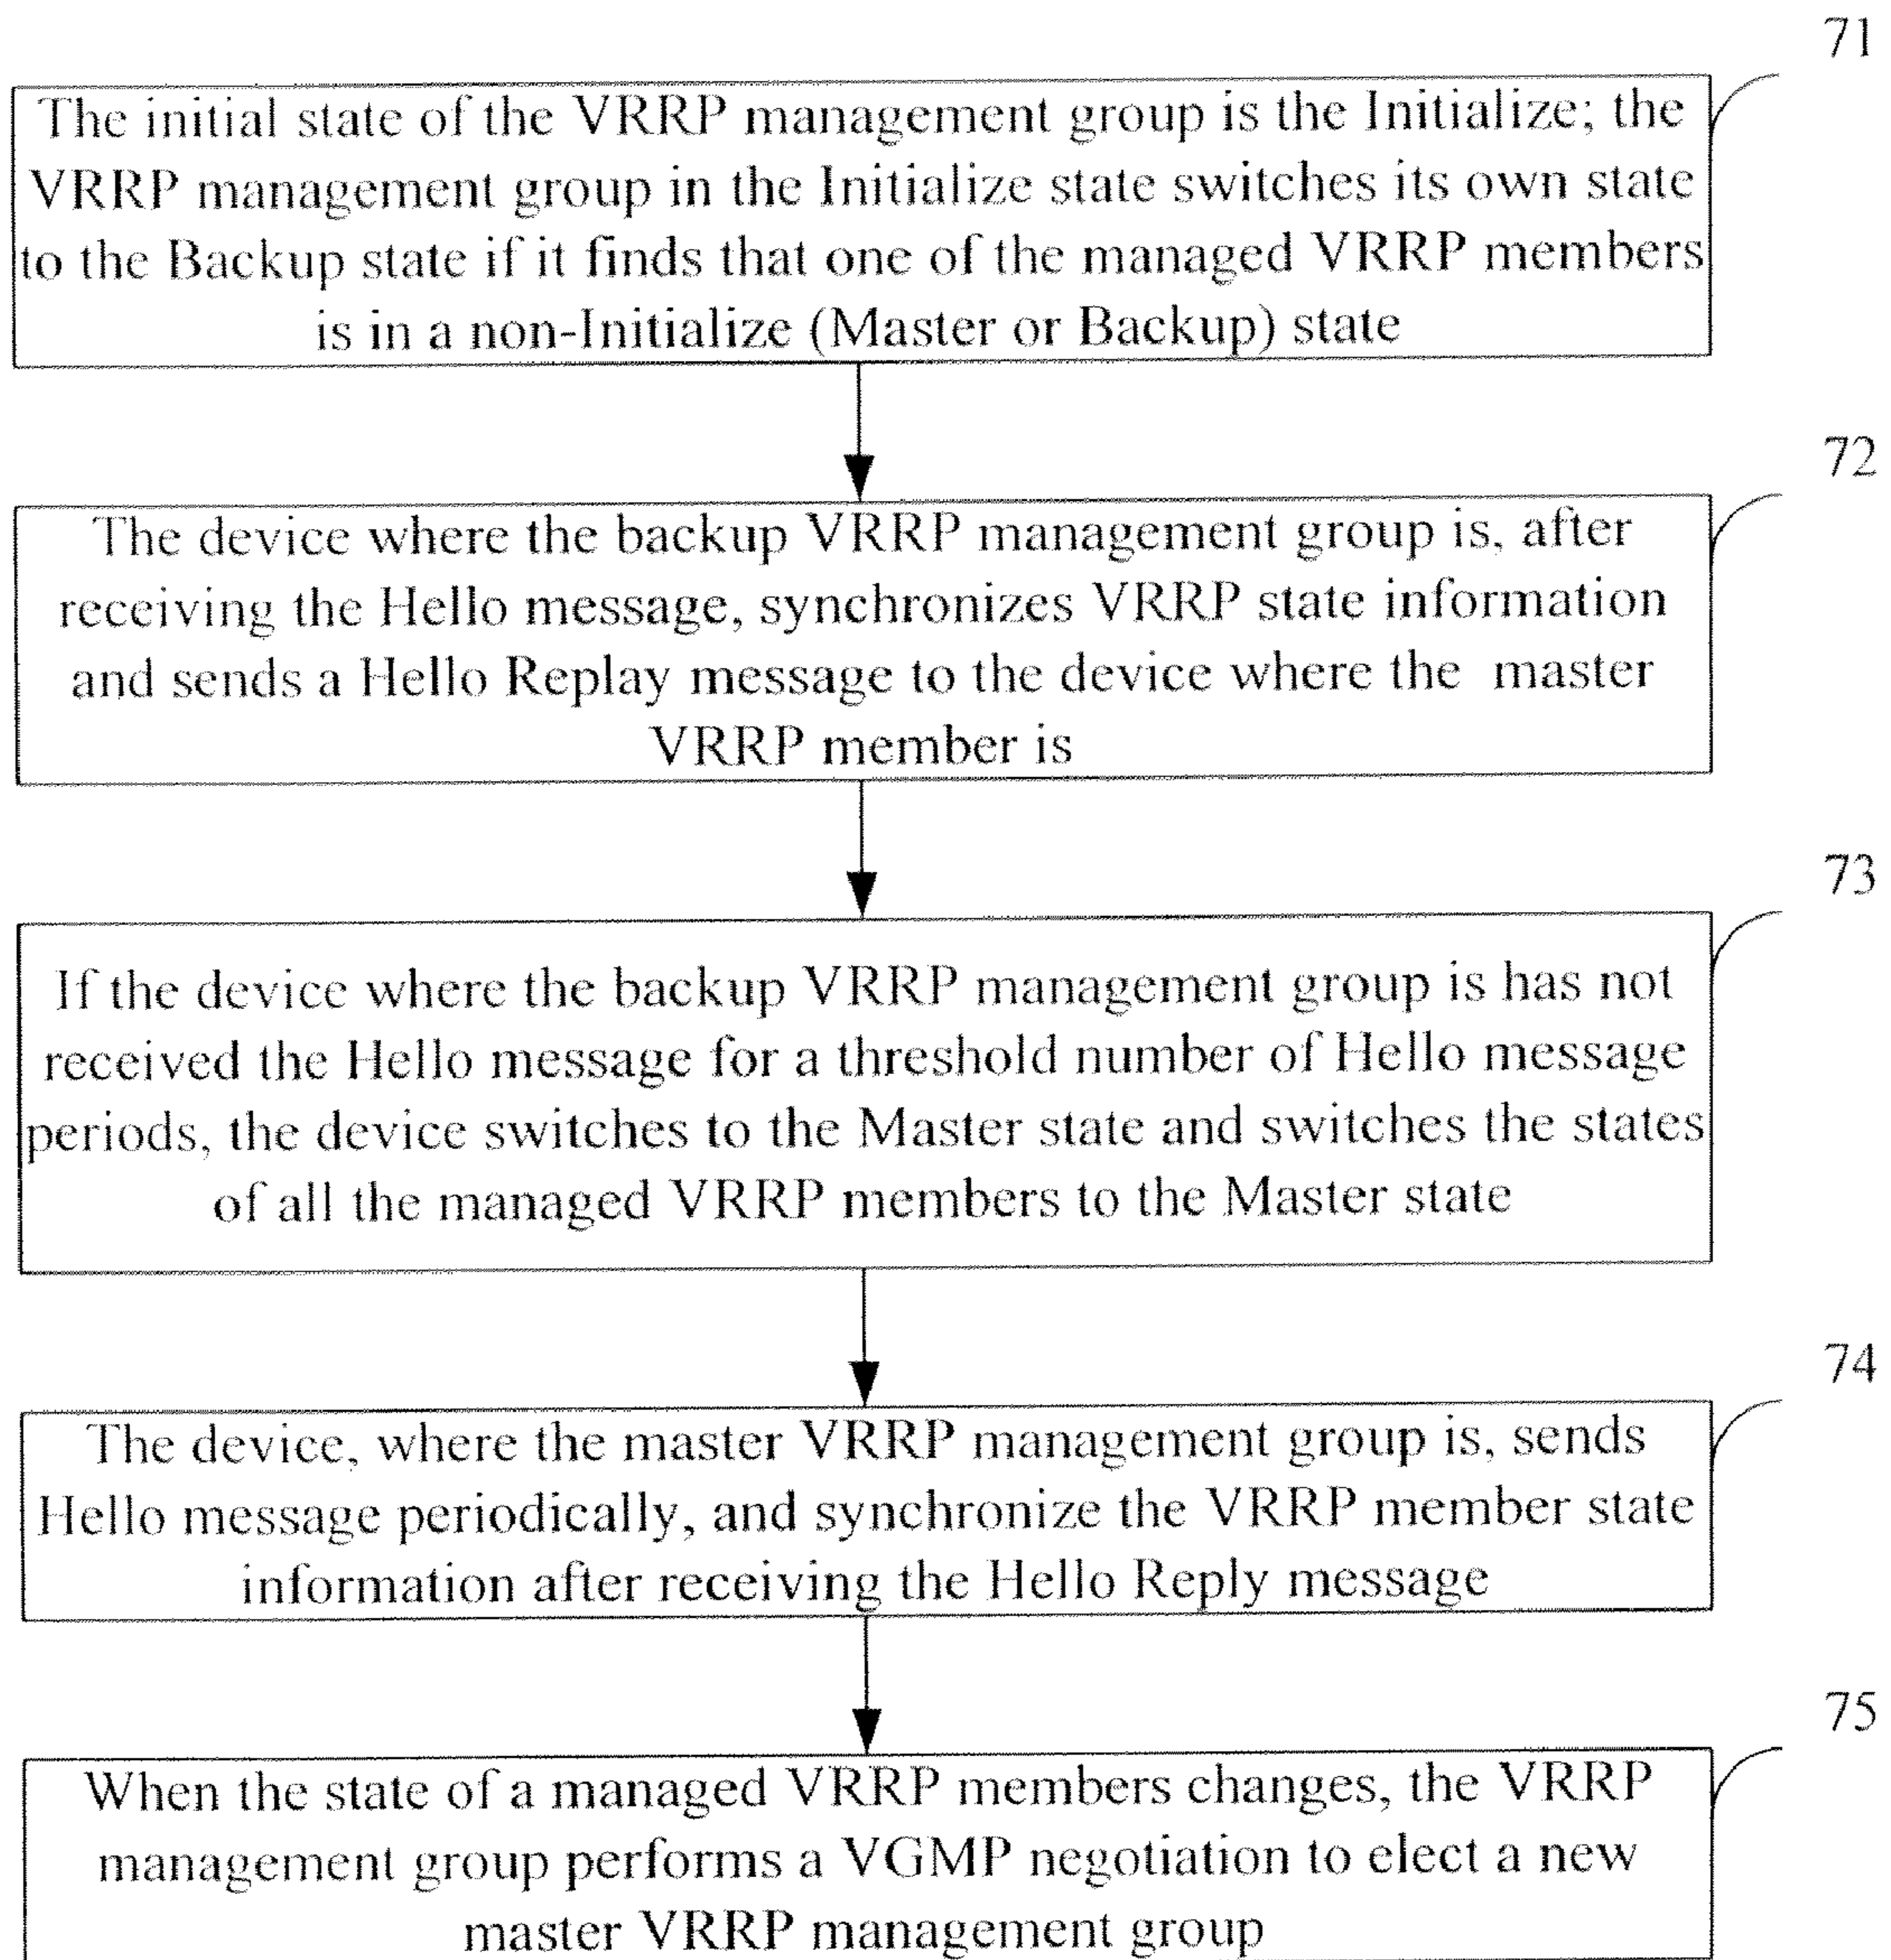 71
The initial state of the VRRP management group is the Initialize; the
VRRP management group in the Initialize state switches its own state
to the Backup state if it finds that one of the managed VRRP members
is in a non-Initialize (Master or Backup) state
72
The device where the backup VRRP management group is, after
receiving the Hello message, synchronizes VRRP state information
and sends a Hello Replay message to the device where the master
VRRP member is
73
If the device where the backup VRRP management group is has not
received the Hello message for a threshold number of Hello message
periods, the device switches to the Master state and switches the states
of all the managed VRRP members to the Master state
74
The device, where the master VRRP management group is, sends
Hello message periodically, and synchronize the VRRP member state
information after receiving the Hello Reply message
75
When the state of a managed VRRP members changes, the VRRP
management group performs a VGMP negotiation to elect a new
master VRRP management group